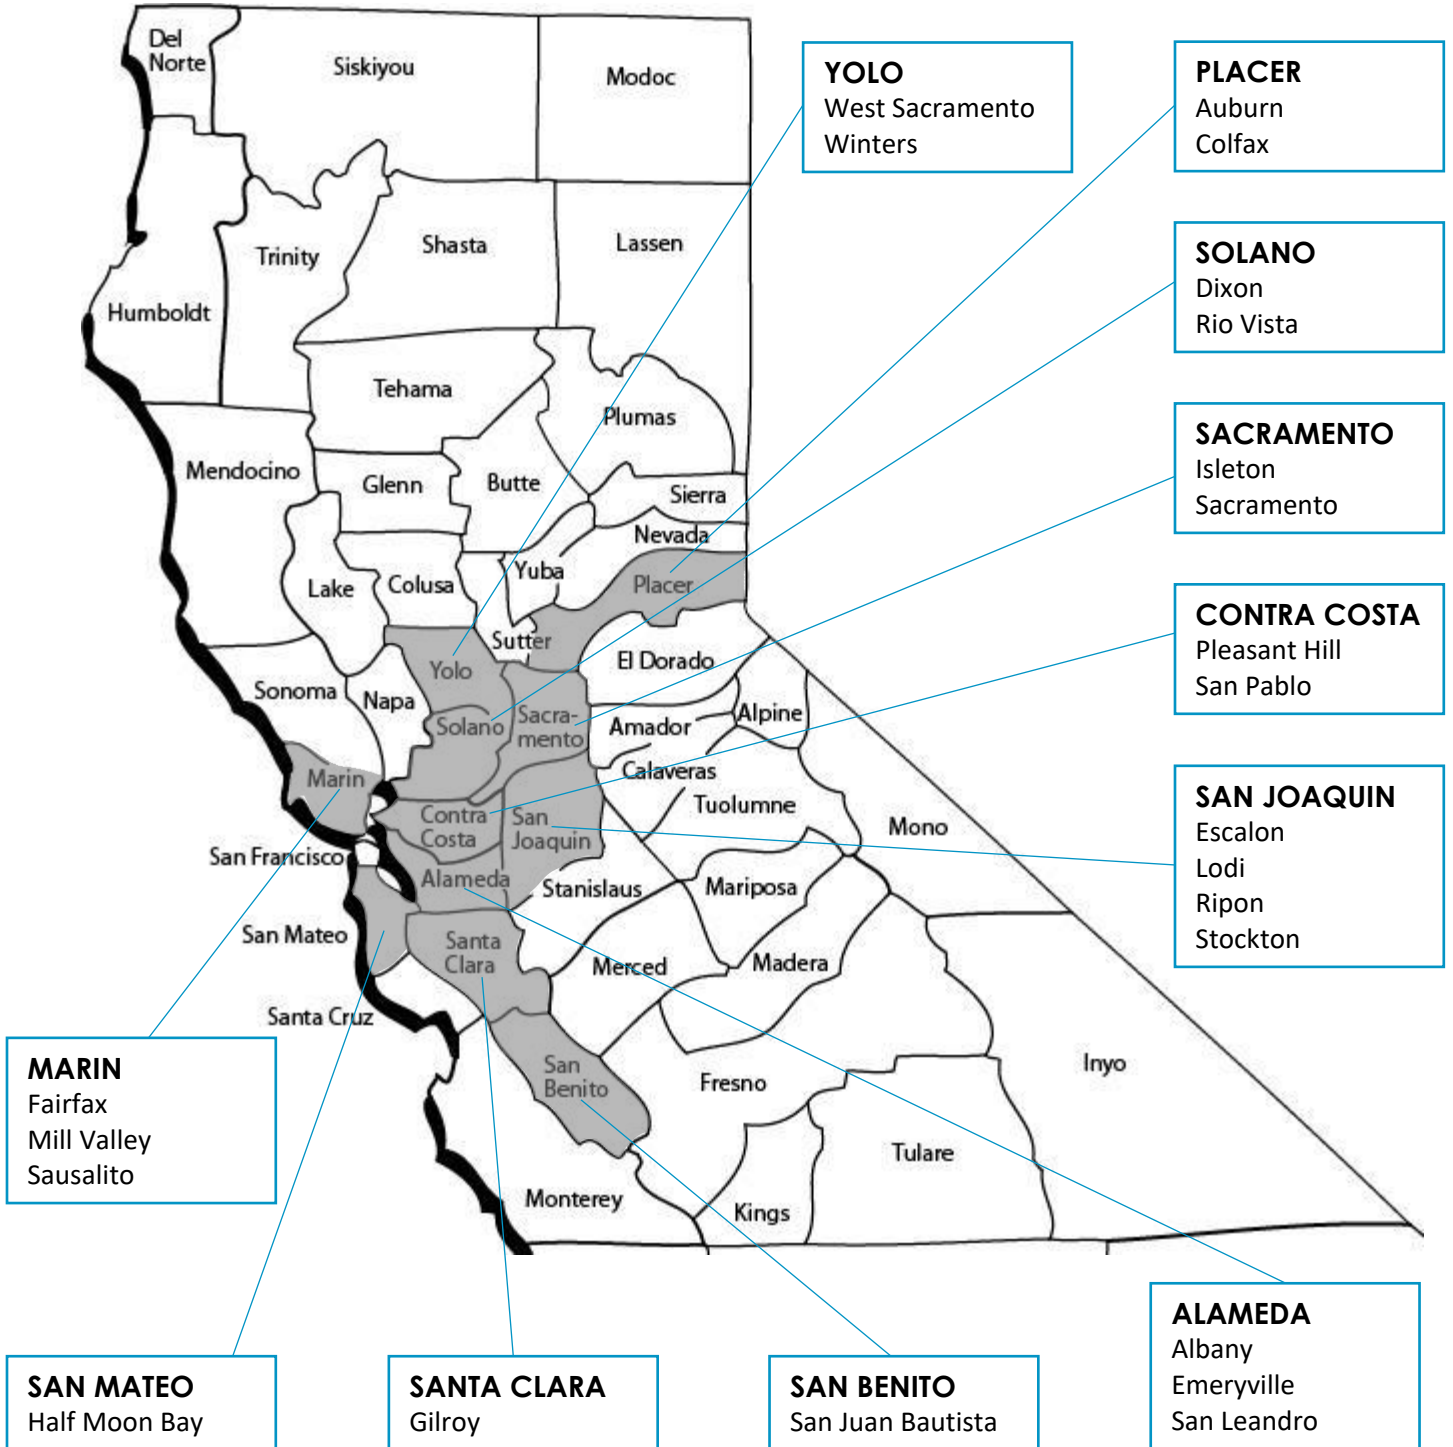 Del
Norte
Siskiyou
Modoc
YOLO
West Sacramento
Winters
PLACER
Auburn
Colfax
Trinity
Shasta
Lassen
SOLANO
Dixon
Rio Vista
Humboldt
Tehama
Plumas
SACRAMENTO
Isleton
Sacramento
Mendocino
Glenn
Butte
Sierra
Nevada
Lake
Colusa
Yuba
Placer
CONTRA COSTA
Pleasant Hill
San Pablo
Sutter
Yolo
El Dorado
Sonoma
Napa
Solano
Sacra-
mento
Amador
Alpine
Marin
Calaveras
Contra
Costa
San
Joaquin
Tuolumne
Mono
SAN JOAQUIN
Escalon
Lodi
Ripon
Stockton
San Francisco
Alameda
Stanislaus
Mariposa
San Mateo
Santa
Clara
Merced
Madera
Santa Cruz
MARIN
Fairfax
Mill Valley
Sausalito
San
Benito
Fresno
Inyo
Tulare
Monterey
Kings
SAN MATEO
Half Moon Bay
SANTA CLARA
Gilroy
SAN BENITO
San Juan Bautista
ALAMEDA
Albany
Emeryville
San Leandro